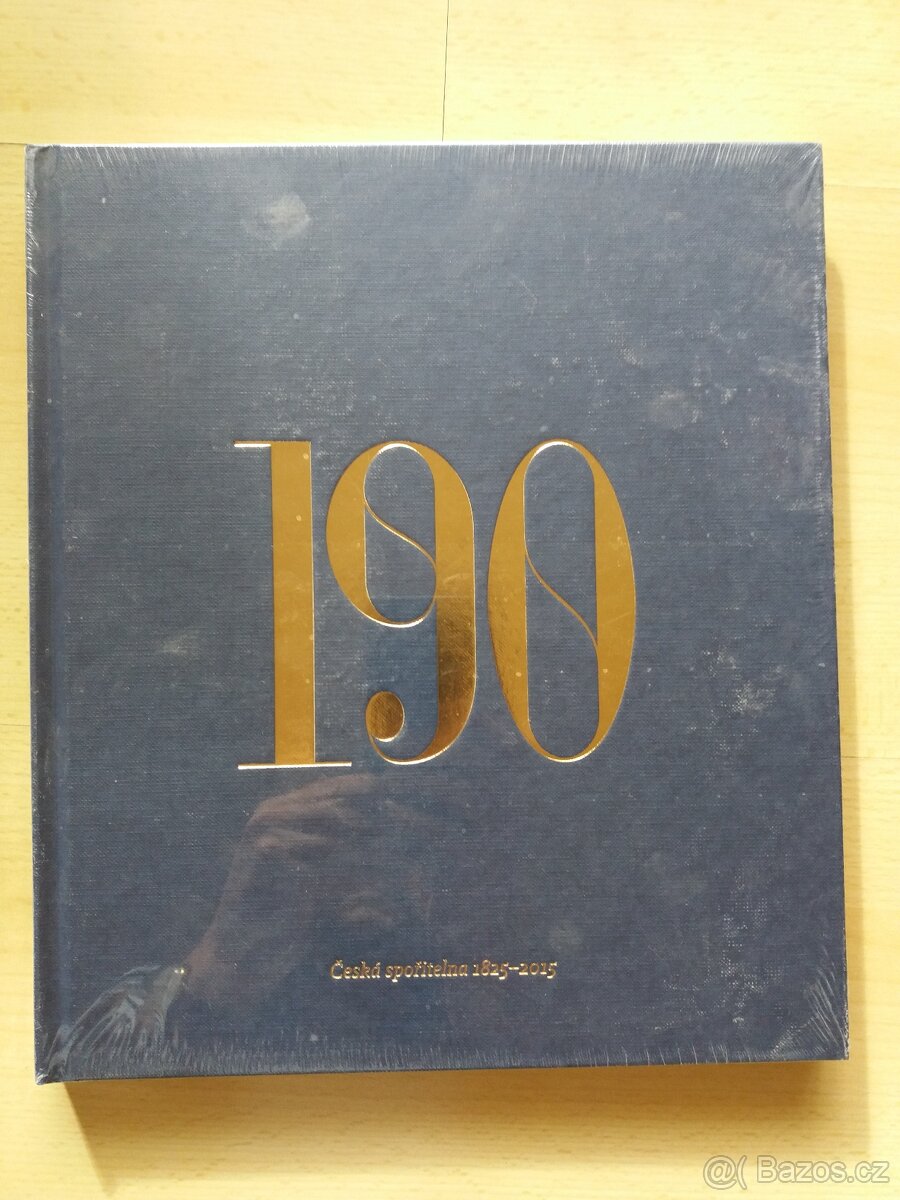 190
Česká spořitelna 1825–2015
@( Bazos.cz